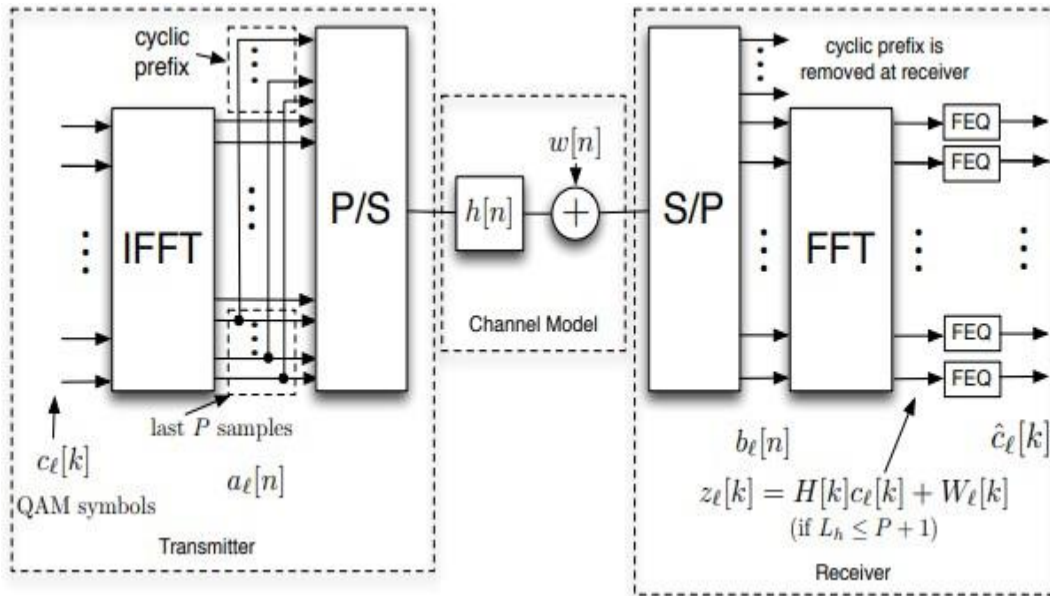 cyclic
prefix
IFFT
P/S
last P samples
c_ℓ[k]
QAM symbols
a_ℓ[n]
Transmitter
h[n]
w[n]
+
Channel Model
S/P
cyclic prefix is
removed at receiver
FFT
FEQ
FEQ
FEQ
FEQ
b_ℓ[n]
ĉ_ℓ[k]
z_ℓ[k] = H[k]c_ℓ[k] + W_ℓ[k]
(if L_h ≤ P + 1)
Receiver